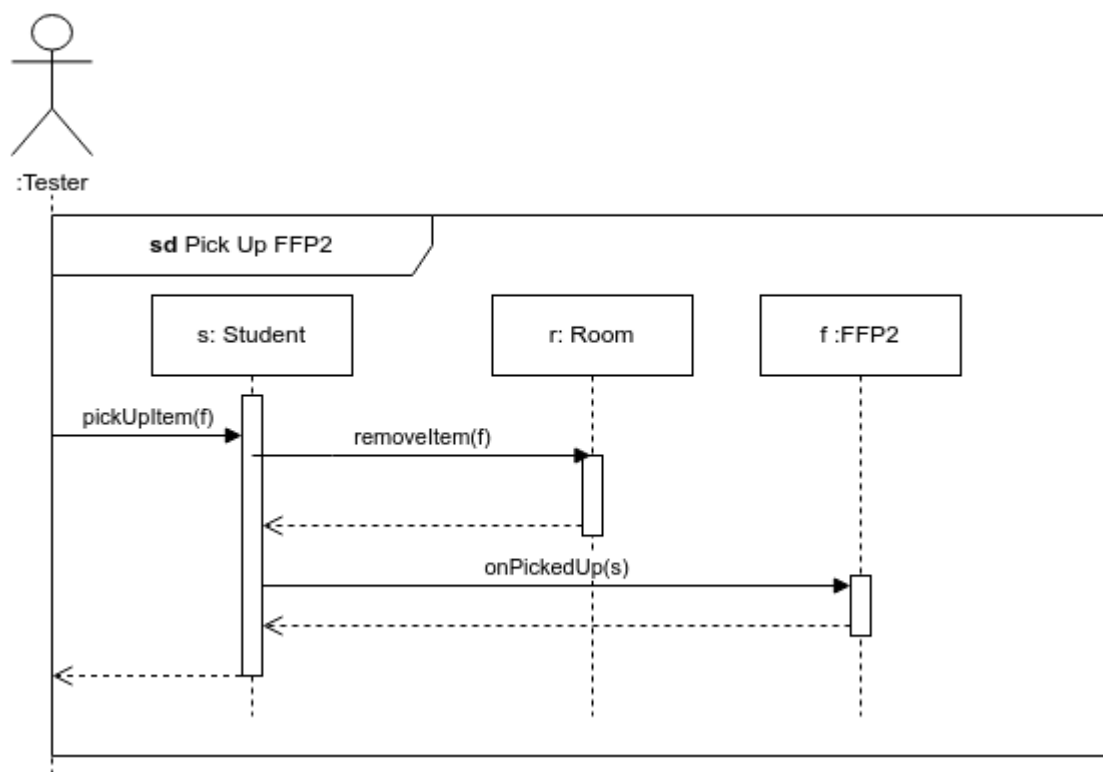 :Tester
sd Pick Up FFP2
s: Student
r: Room
f :FFP2
pickUpItem(f)
removeItem(f)
onPickedUp(s)